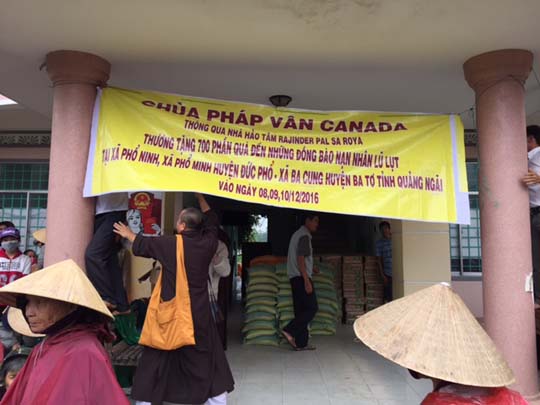 CHÙA PHÁP VÂN CANADA
THÔNG QUA NHÀ HẢO TÂM RAJINDER PAL SA ROYA
THƯƠNG TẶNG 700 PHẦN QUÀ ĐẾN NHỮNG ĐỒNG BÀO NẠN NHÂN LŨ LỤT
TẠI XÃ PHỔ NINH, XÃ PHỔ MINH HUYỆN ĐỨC PHỔ - XÃ BA CUNG HUYỆN BA TƠ TỈNH QUẢNG NGÃI
VÀO NGÀY 08,09,10/12/2016